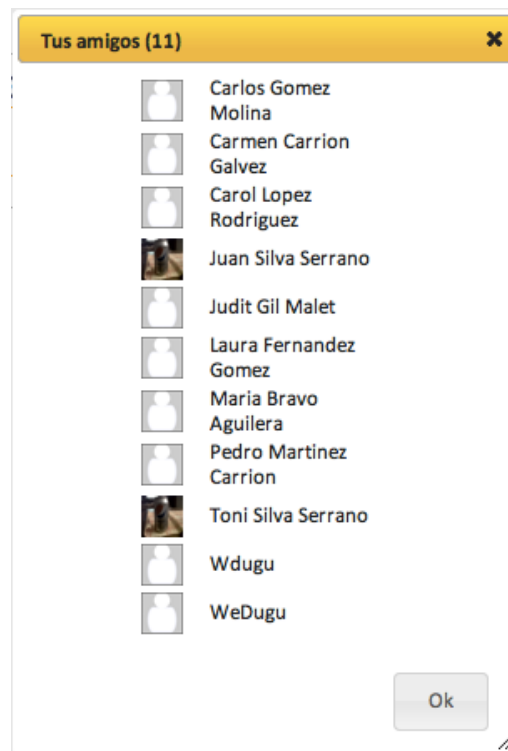 Tus amigos (11)
Carlos Gomez
Molina
Carmen Carrion
Galvez
Carol Lopez
Rodriguez
Juan Silva Serrano
Judit Gil Malet
Laura Fernandez
Gomez
Maria Bravo
Aguilera
Pedro Martinez
Carrion
Toni Silva Serrano
Wdugu
WeDugu
Ok